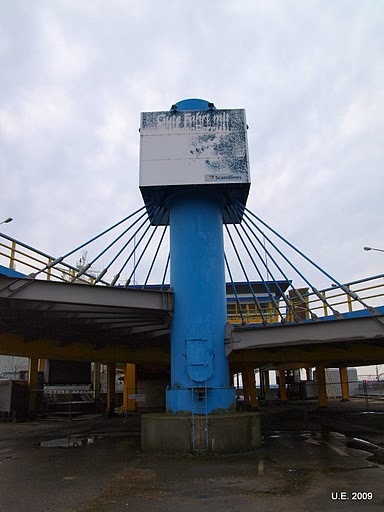 Gute Fahrt mit
Scandlines
U.E. 2009